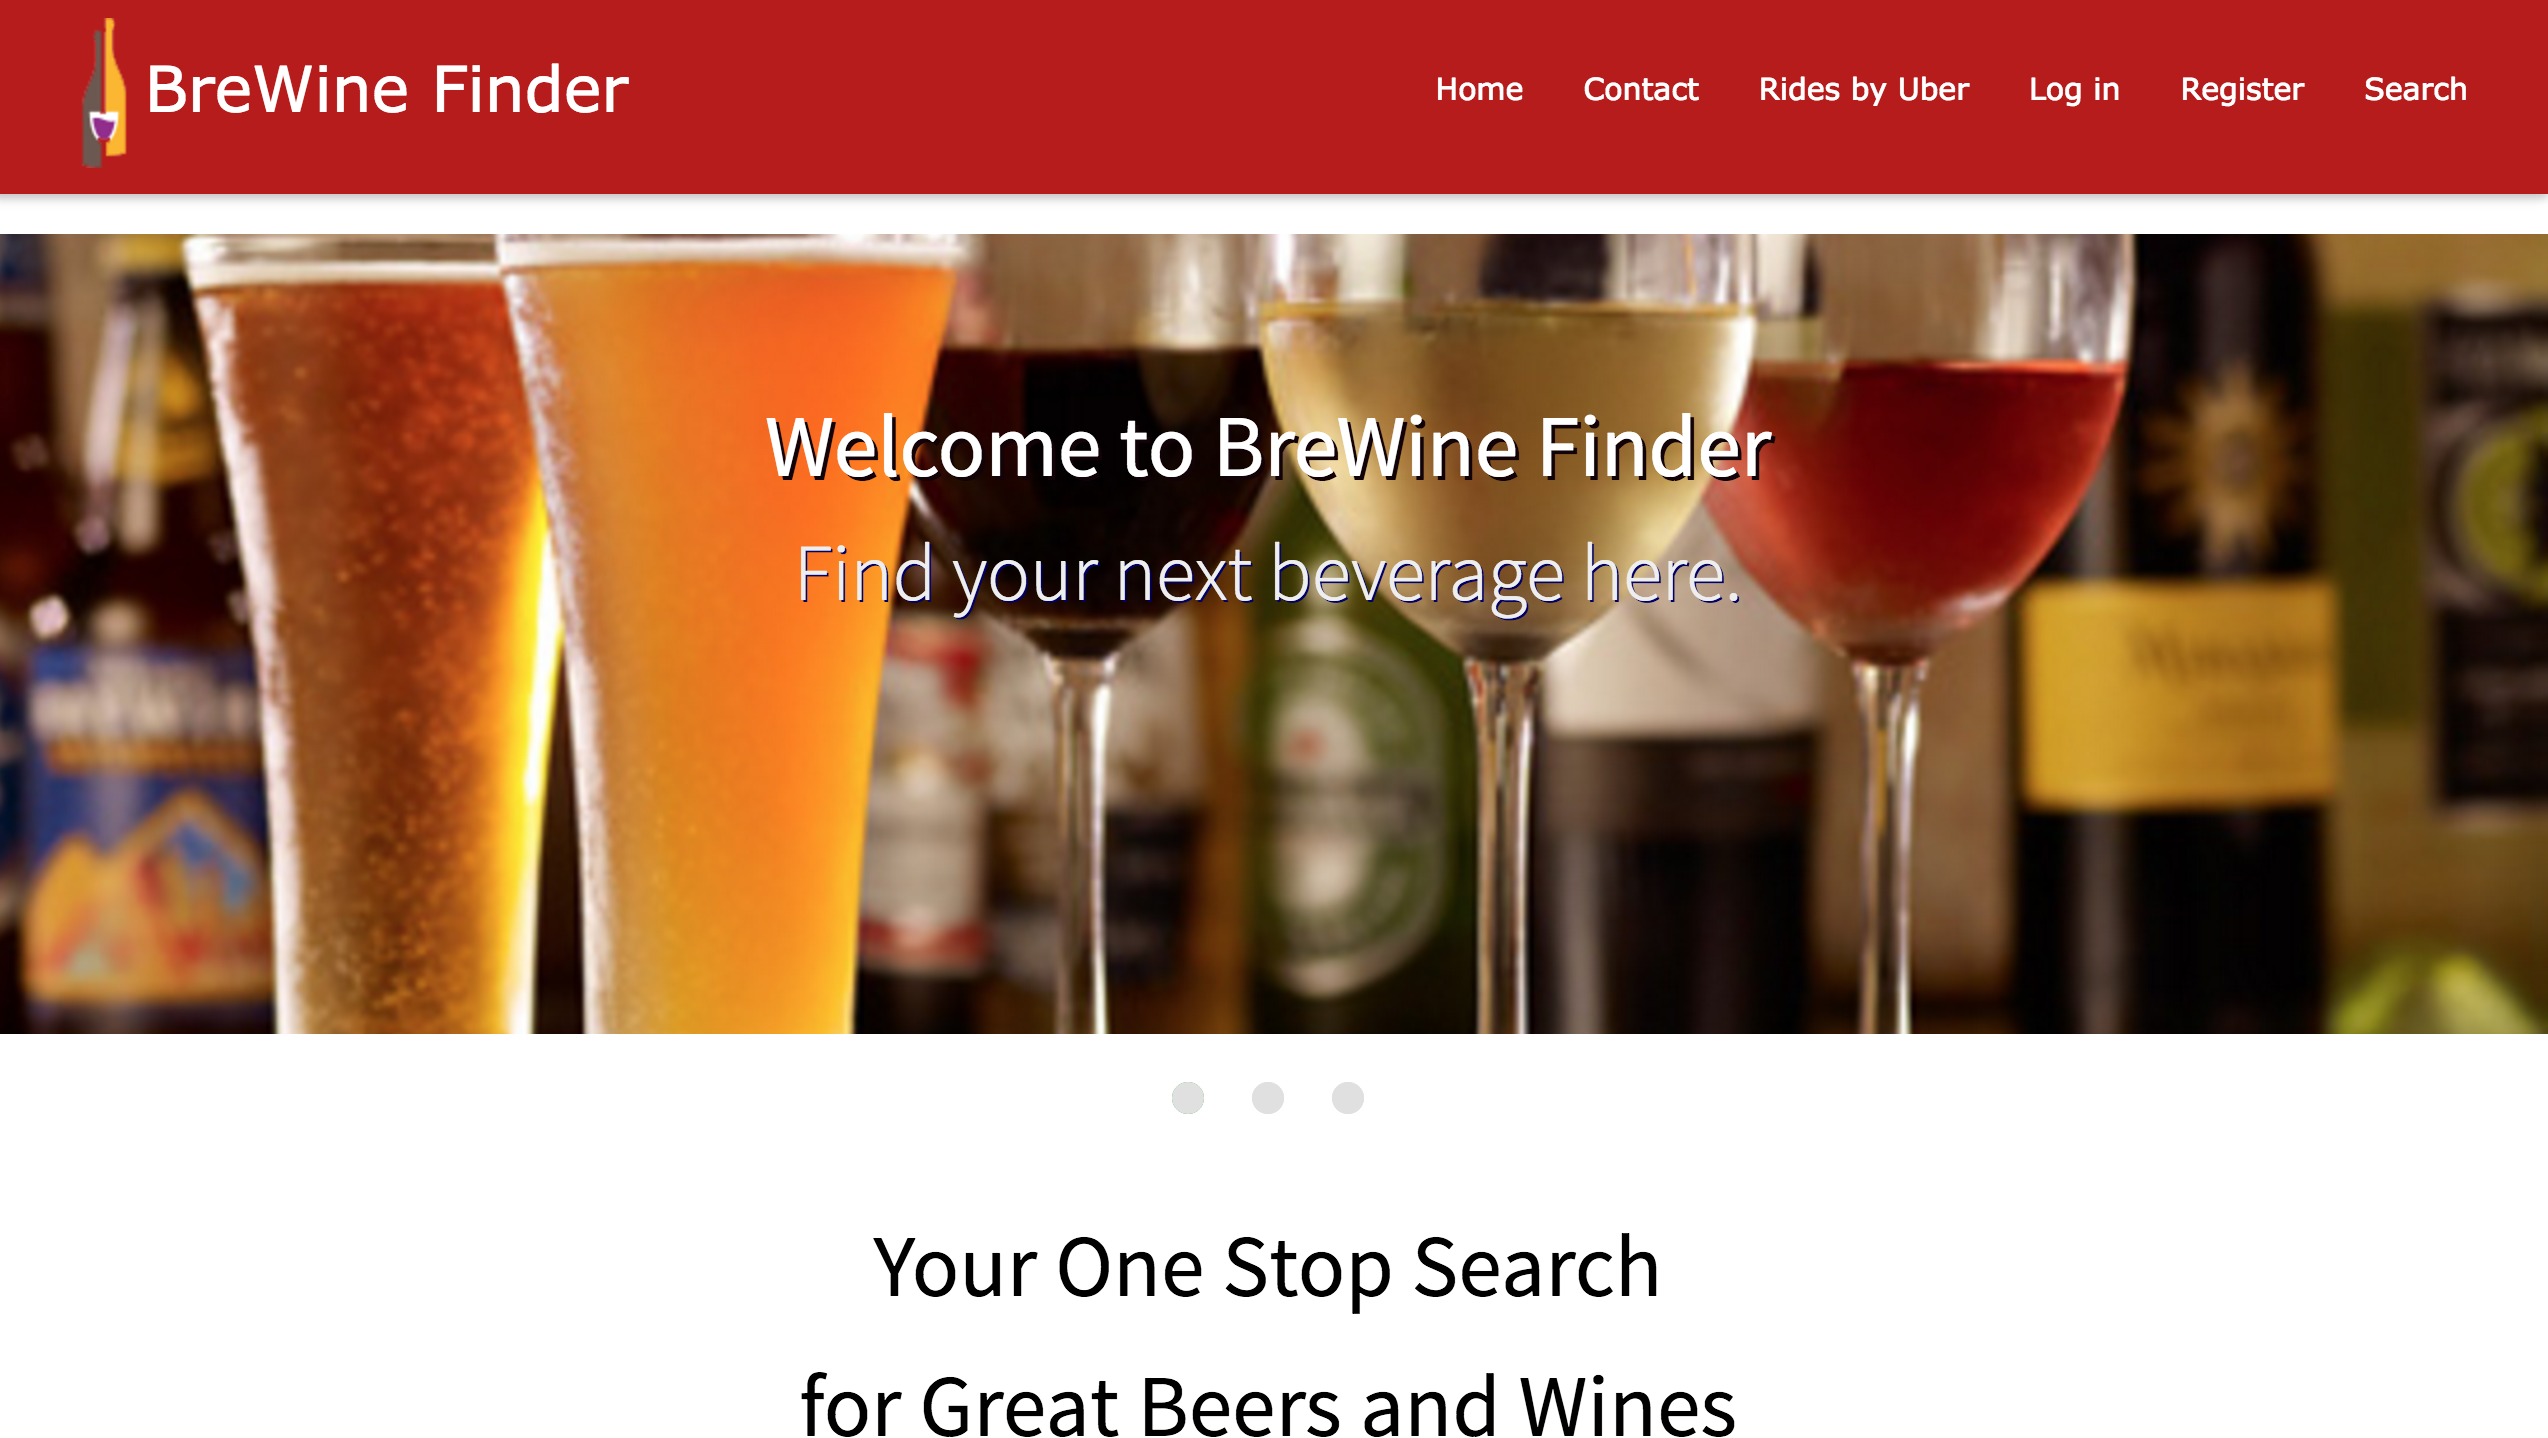 BreWine Finder
Home Contact Rides by Uber Log in Register Search
Welcome to BreWine Finder
Find your next beverage here.
Your One Stop Search
for Great Beers and Wines